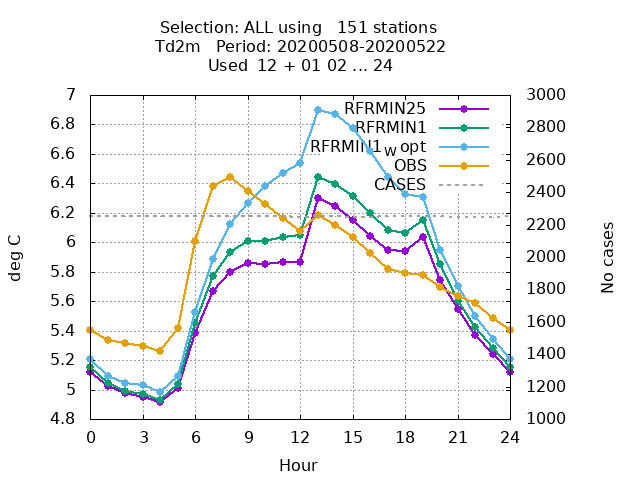 Selection: ALL using   151 stations
Td2m   Period: 20200508-20200522
Used  12 + 01 02 ... 24
7
6.8
6.6
6.4
6.2
6
5.8
5.6
5.4
5.2
5
4.8
deg C
RFRMIN25
RFRMIN1
RFRMIN1w opt
OBS
CASES
3000
2800
2600
2400
2200
2000
1800
1600
1400
1200
1000
No cases
0 3 6 9 12 15 18 21 24
Hour